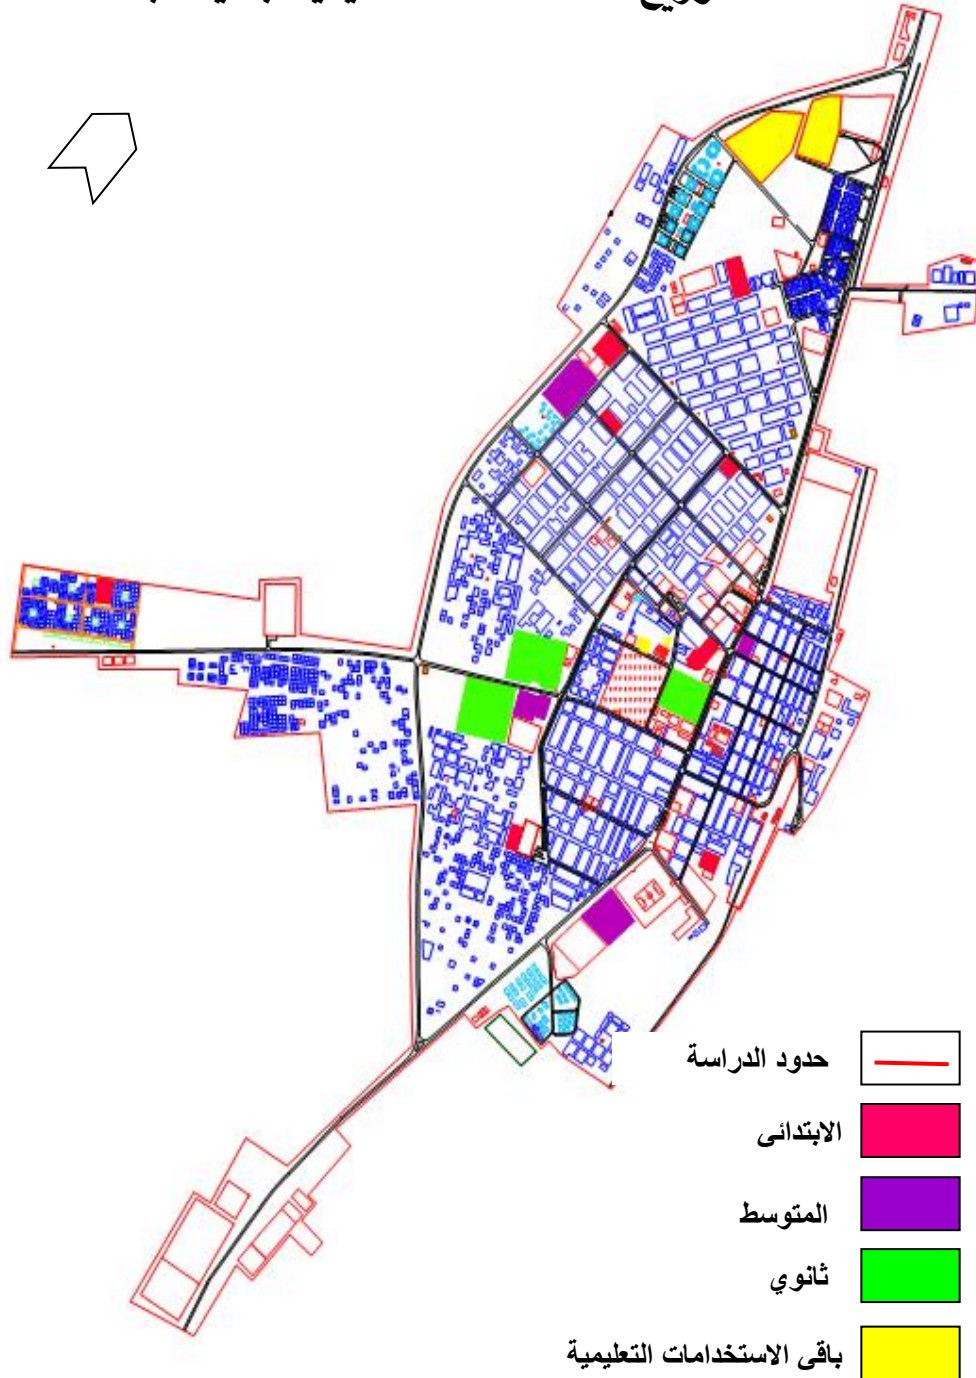 حدود الدراسة
الابتدائى
المتوسط
ثانوي
باقى الاستخدامات التعليمية